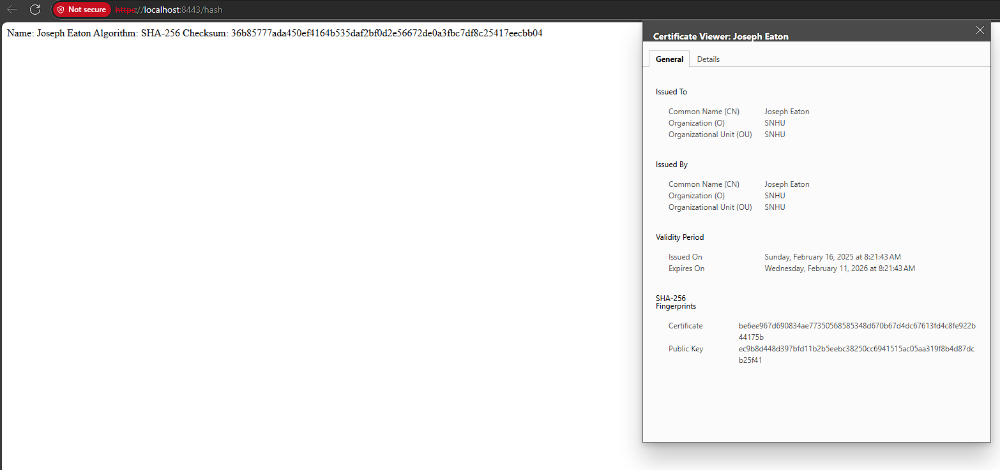 Not secure https://localhost:8443/hash
Name: Joseph Eaton Algorithm: SHA-256 Checksum: 36b85777ada450ef4164b535daf2bf0d2e56672de0a3fbc7df8c25417eecbb04
Certificate Viewer: Joseph Eaton
General Details
Issued To
Common Name (CN) Joseph Eaton
Organization (O) SNHU
Organizational Unit (OU) SNHU
Issued By
Common Name (CN) Joseph Eaton
Organization (O) SNHU
Organizational Unit (OU) SNHU
Validity Period
Issued On Sunday, February 16, 2025 at 8:21:43 AM
Expires On Wednesday, February 11, 2026 at 8:21:43 AM
SHA-256
Fingerprints
Certificate be6ee967d690834ae77350568585348d670b67d4dc67613fd4c8fe922b
44175b
Public Key ec9b8d448d397bfd11b2b5eebc38250cc6941515ac05aa319f8b4d87dc
b25f41